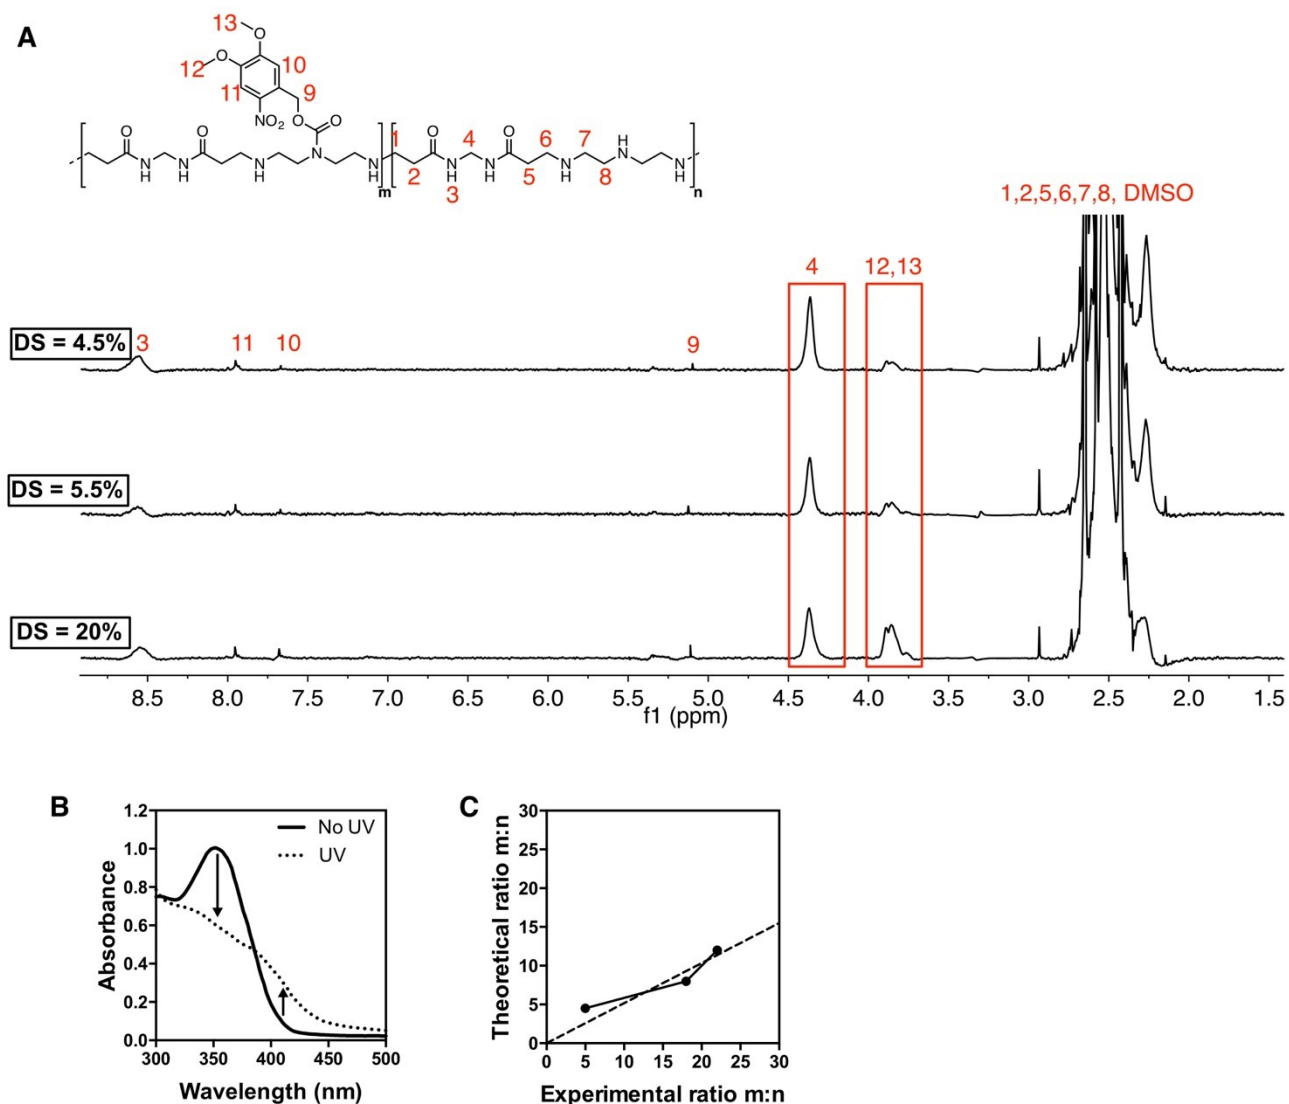 A
13
O
O
12
10
11
9
NO2
O
O
O
O
1
O
4
O
6
7
H
N
N
N
N
N
N
N
N
N
N
N
H
H
H
H
m
2
H
H
5
H
8
H
n
3
1,2,5,6,7,8, DMSO
4
12,13
DS = 4.5%
3
11
10
9
DS = 5.5%
DS = 20%
8.5 8.0 7.5 7.0 6.5 6.0 5.5 5.0 4.5 4.0 3.5 3.0 2.5 2.0 1.5
f1 (ppm)
B
Absorbance
1.2
1.0
0.8
0.6
0.4
0.2
0.0
No UV
UV
300 350 400 450 500
Wavelength (nm)
C
Theoretical ratio m:n
30
25
20
15
10
5
0
0 5 10 15 20 25 30
Experimental ratio m:n